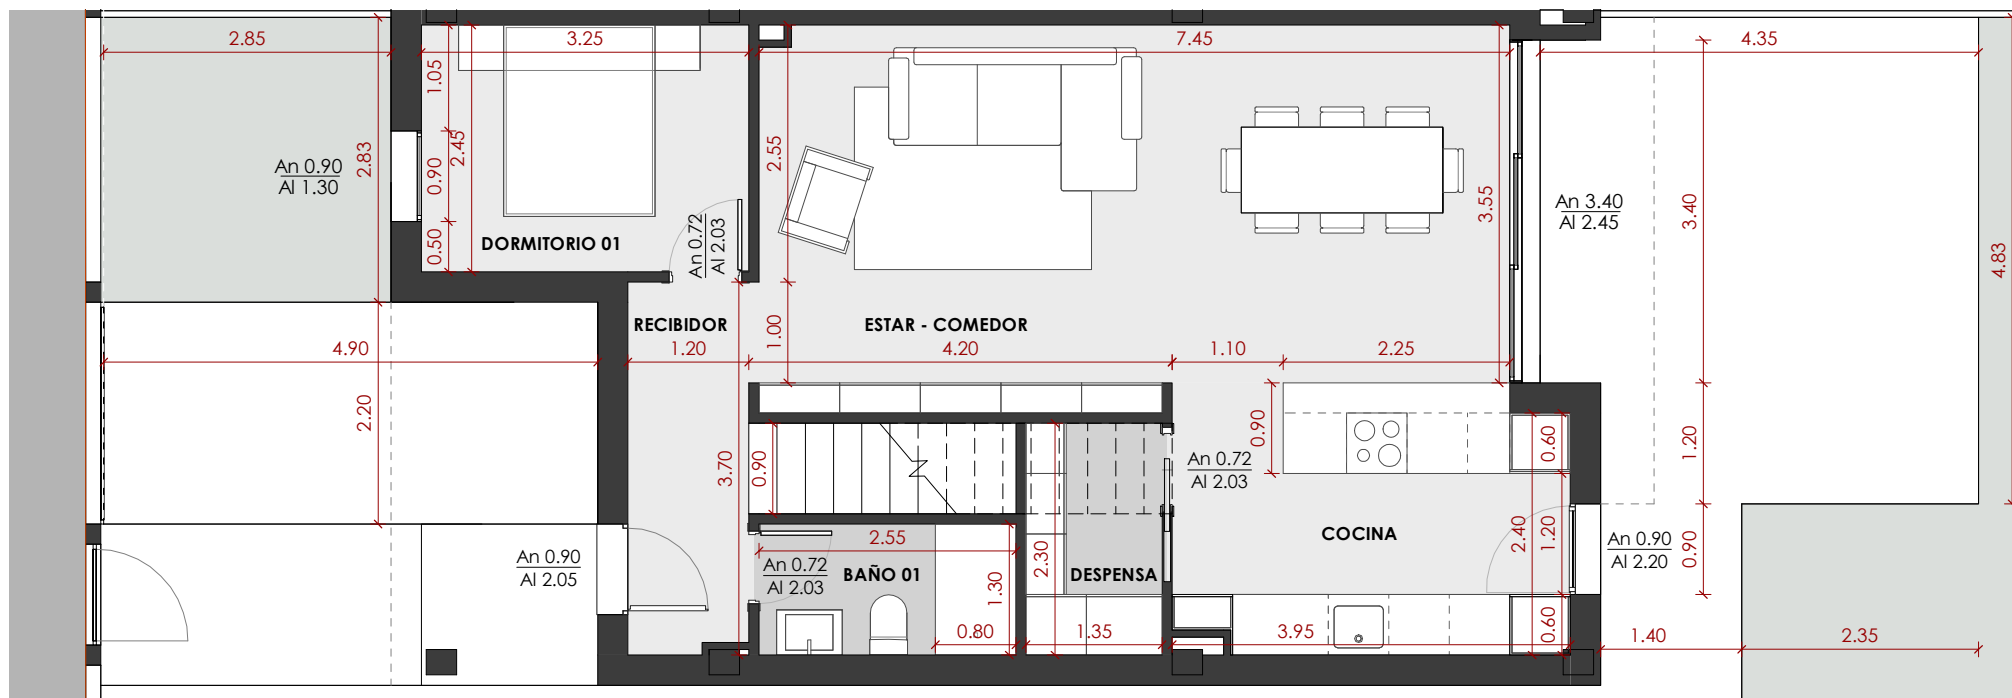 2.85
3.25
7.45
4.35
1.05
2.45
2.83
0.90
2.55
An 0.90
Al 1.30
3.55
An 3.40
Al 2.45
3.40
4.83
0.50
DORMITORIO 01
An 0.72
Al 2.03
RECIBIDOR
ESTAR - COMEDOR
1.00
4.90
1.20
4.20
1.10
2.25
2.20
0.90
0.60
1.20
3.70
0.90
An 0.72
Al 2.03
COCINA
2.40
1.20
An 0.90
Al 2.20
0.90
An 0.90
Al 2.05
2.55
An 0.72
Al 2.03
BAÑO 01
1.30
2.30
DESPENSA
0.80
1.35
3.95
0.60
1.40
2.35